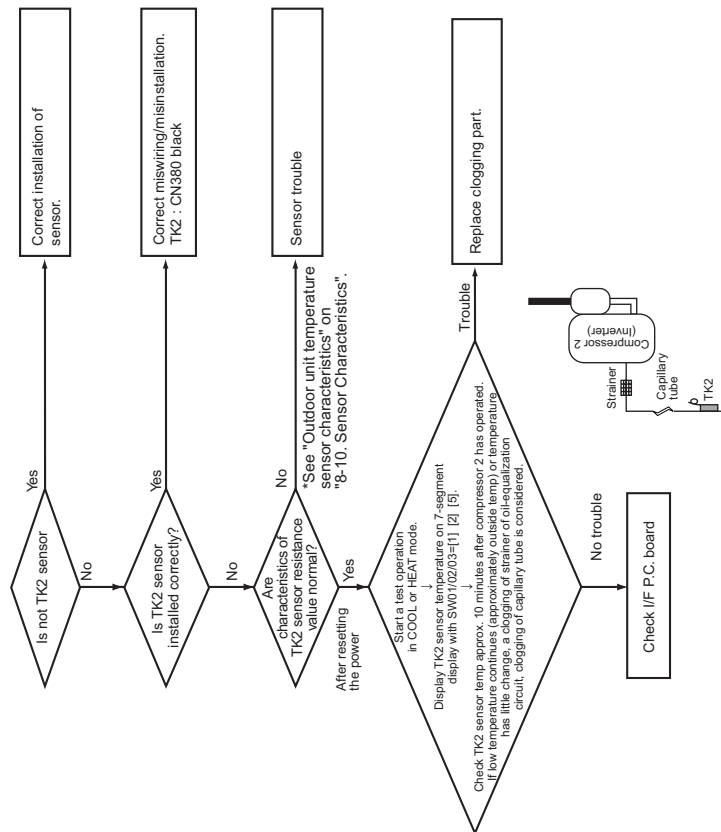 Is not TK2 sensor
Yes
Correct installation of
sensor.
No
Is TK2 sensor
installed correctly?
Yes
Correct miswiring/misinstallation.
TK2 : CN380 black
No
Are
characteristics of
TK2 sensor resistance
value normal?
No
Sensor trouble
*See "Outdoor unit temperature
sensor characteristics" on
"8-10. Sensor Characteristics".
After resetting
the power
Yes
Start a test operation
in COOL or HEAT mode.
↓
Display TK2 sensor temperature on 7-segment
display with SW01/02/03=[1] [2] [5].
↓
Check TK2 sensor temp approx. 10 minutes after compressor 2 has operated.
If low temperature continues (approximately outside temp) or temperature
has little change, a clogging of strainer of oil-equalization
circuit, clogging of capillary tube is considered.
Trouble
Replace clogging part.
No trouble
Check I/F P.C. board
Compressor 2
(Inverter)
Strainer
Capillary
tube
TK2